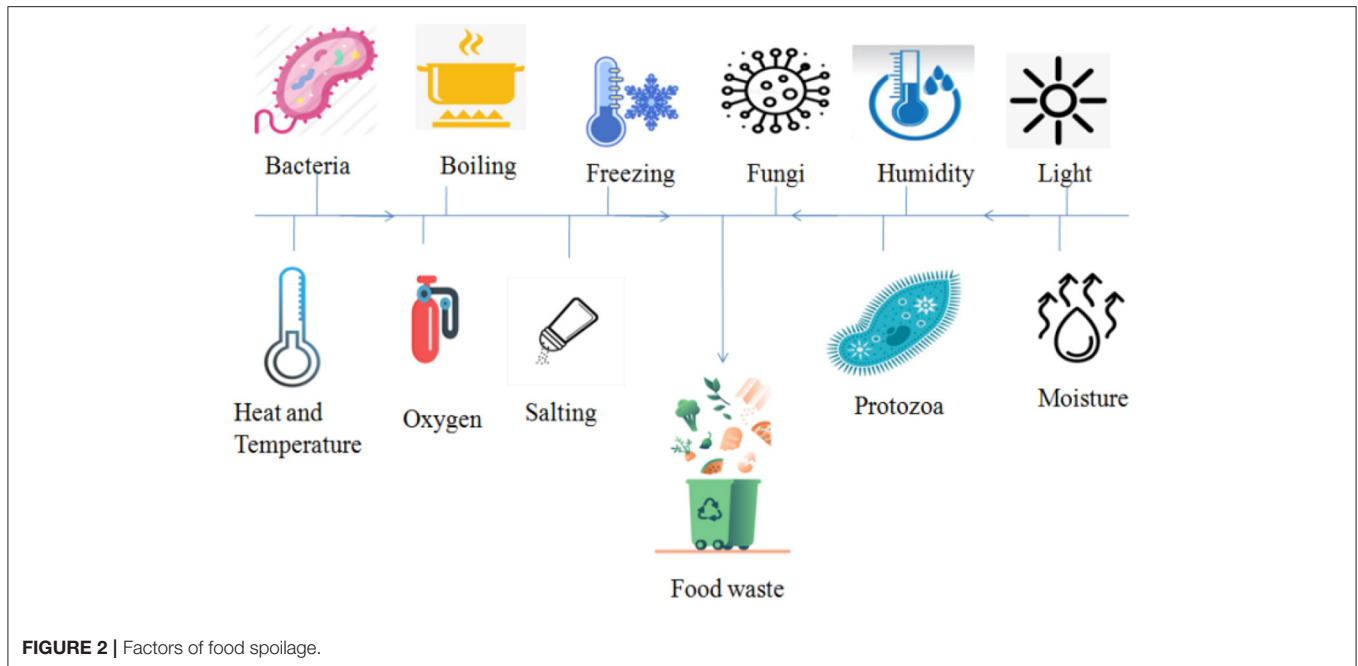 Bacteria
Boiling
Freezing
Fungi
Humidity
Light
Heat and
Temperature
Oxygen
Salting
Protozoa
Moisture
Food waste
FIGURE 2 | Factors of food spoilage.